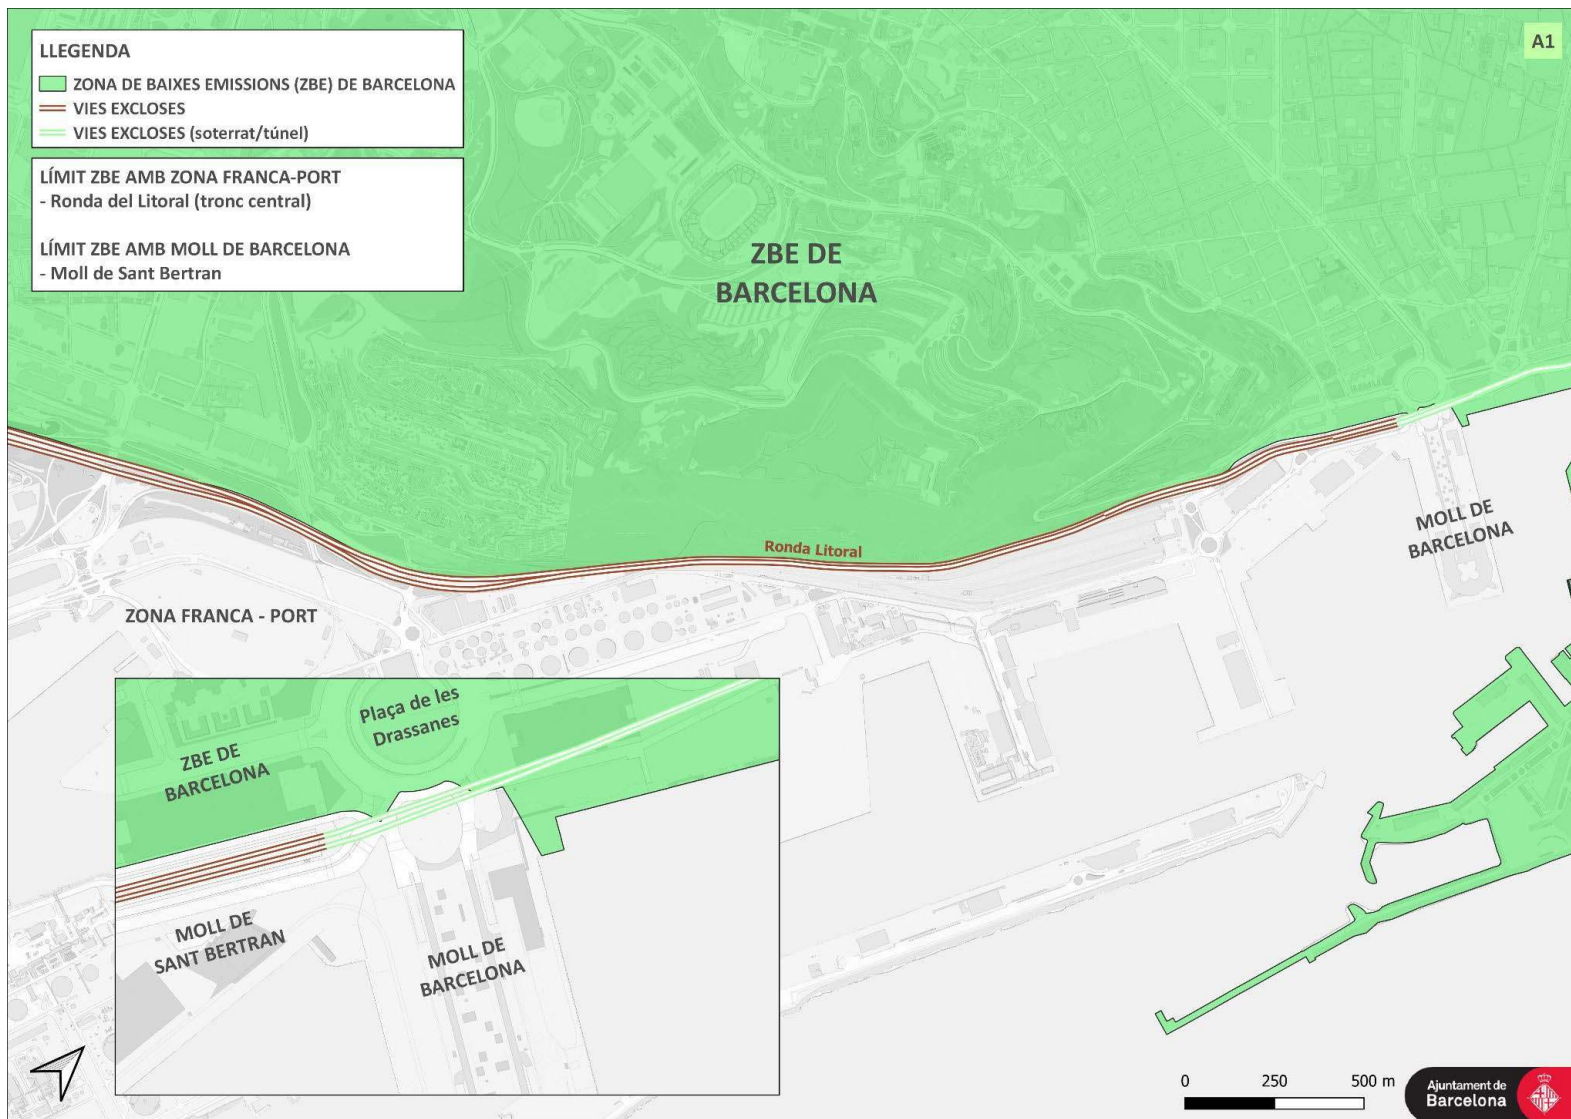 LLEGENDA
ZONA DE BAIXES EMISSIONS (ZBE) DE BARCELONA
VIES EXCLOSES
VIES EXCLOSES (soterrat/túnel)
LÍMIT ZBE AMB ZONA FRANCA-PORT
- Ronda del Litoral (tronc central)
LÍMIT ZBE AMB MOLL DE BARCELONA
- Moll de Sant Bertran
A1
ZBE DE
BARCELONA
Ronda Litoral
MOLL DE
BARCELONA
ZONA FRANCA - PORT
Plaça de les
Drassanes
ZBE DE
BARCELONA
MOLL DE
SANT BERTRAN
MOLL DE
BARCELONA
0 250 500 m
Ajuntament de
Barcelona